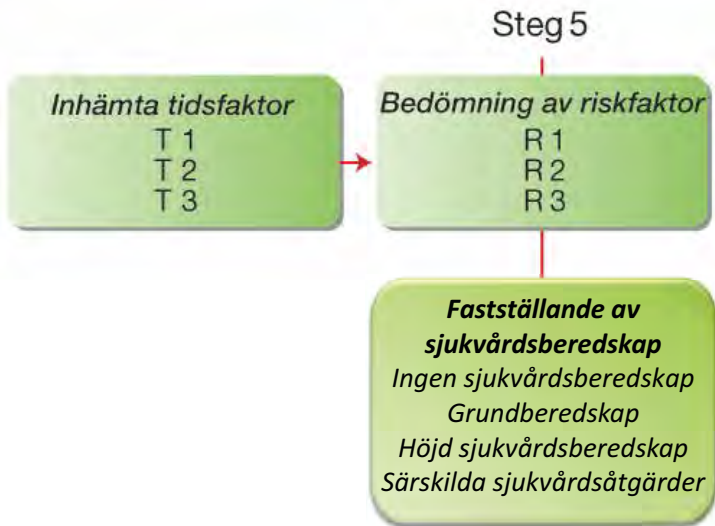 Steg 5
Inhämta tidsfaktor
T 1
T 2
T 3
Bedömning av riskfaktor
R 1
R 2
R 3
Fastställande av
sjukvårdsberedskap
Ingen sjukvårdsberedskap
Grundberedskap
Höjd sjukvårdsberedskap
Särskilda sjukvårdsåtgärder